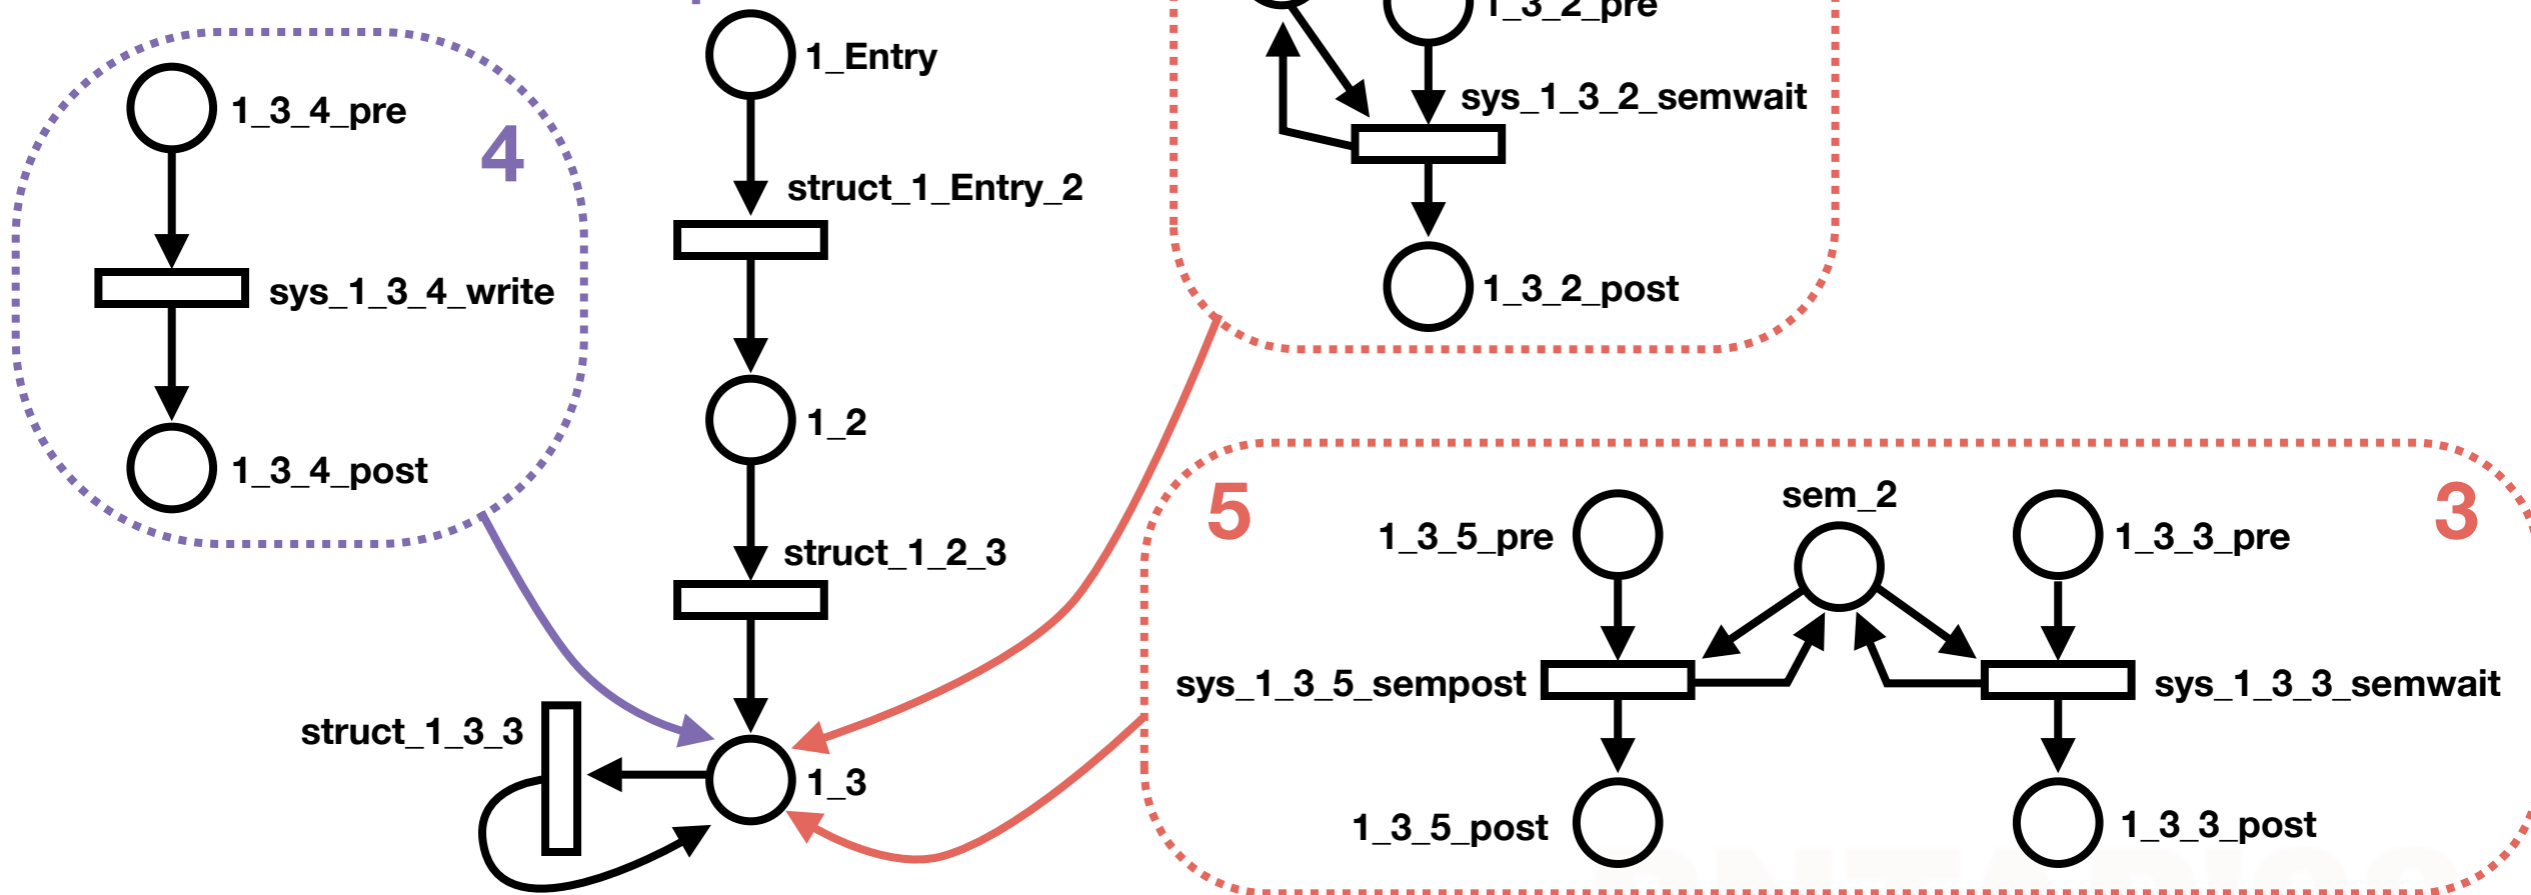 1_3_2_pre
1_Entry
1_3_4_pre
4
sys_1_3_2_semwait
struct_1_Entry_2
sys_1_3_4_write
1_3_2_post
1_2
1_3_4_post
5
sem_2
3
1_3_5_pre
1_3_3_pre
struct_1_2_3
sys_1_3_5_sempost
sys_1_3_3_semwait
struct_1_3_3
1_3
1_3_5_post
1_3_3_post